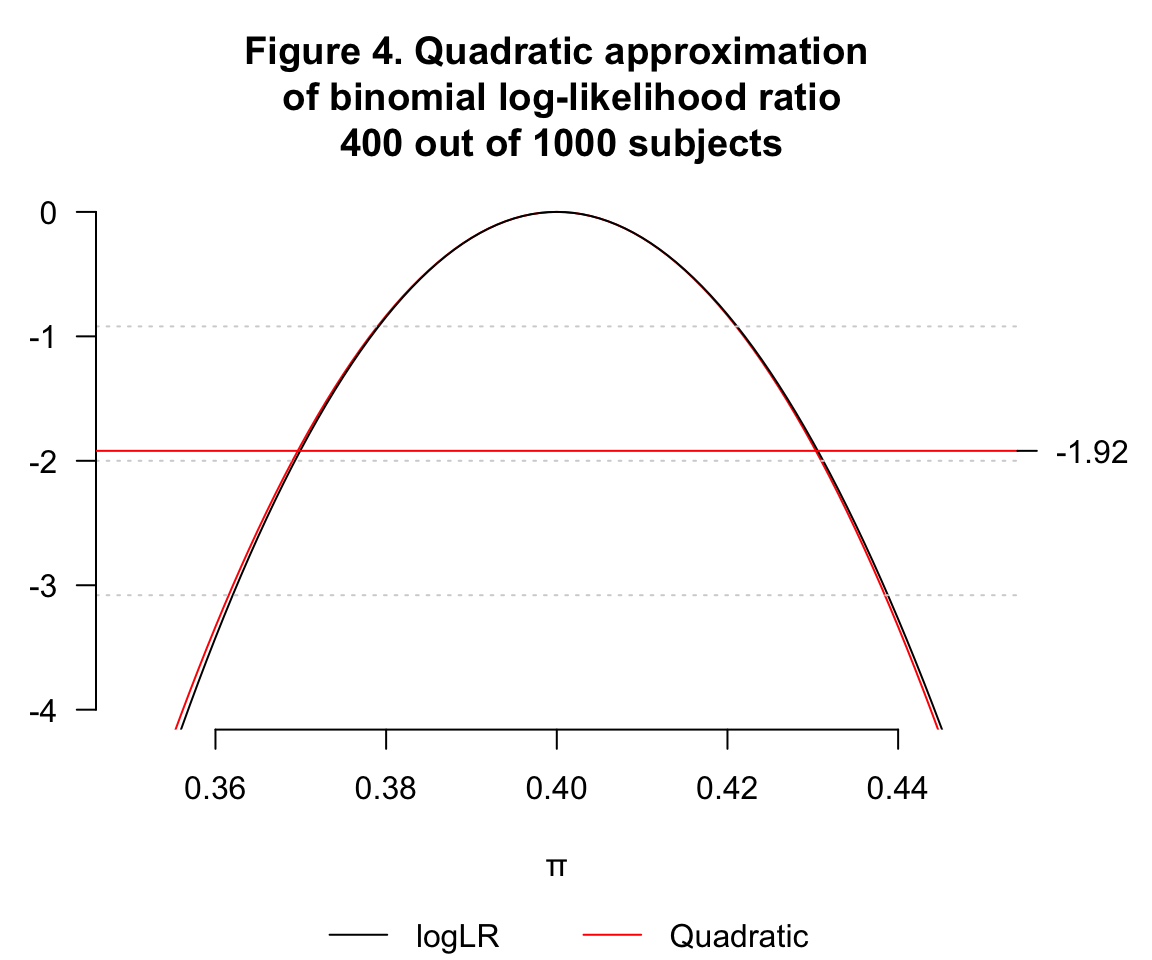 Figure 4. Quadratic approximation
of binomial log-likelihood ratio
400 out of 1000 subjects
0
-1
-1.92
-2
-3
-4
0.36 0.38 0.40 0.42 0.44
π
logLR Quadratic